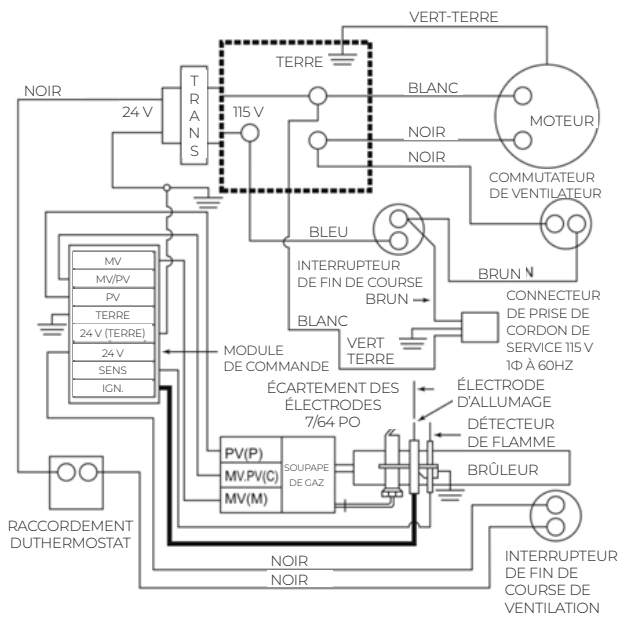 VERT-TERRE
TERRE
NOIR
24 V
TRANS
115 V
BLANC
MOTEUR
NOIR
NOIR
COMMUTATEUR
DE VENTILATEUR
BLEU
INTERRUPTEUR
DE FIN DE COURSE
BRUN
BRUN N
CONNECTEUR
DE PRISE DE
CORDON DE
SERVICE 115 V
1Φ À 60HZ
BLANC
VERT
TERRE
MV
MV/PV
PV
TERRE
24 V (TERRE)
24 V
SENS
IGN.
MODULE
DE COMMANDE
ÉCARTEMENT DES
ÉLECTRODES
7/64 PO
ÉLECTRODE
D'ALLUMAGE
DÉTECTEUR
DE FLAMME
PV(P)
MV.PV(C)
MV(M)
SOUPAPE
DE GAZ
BRÛLEUR
RACCORDEMENT
DUTHERMOSTAT
NOIR
NOIR
INTERRUPTEUR
DE FIN DE
COURSE DE
VENTILATION